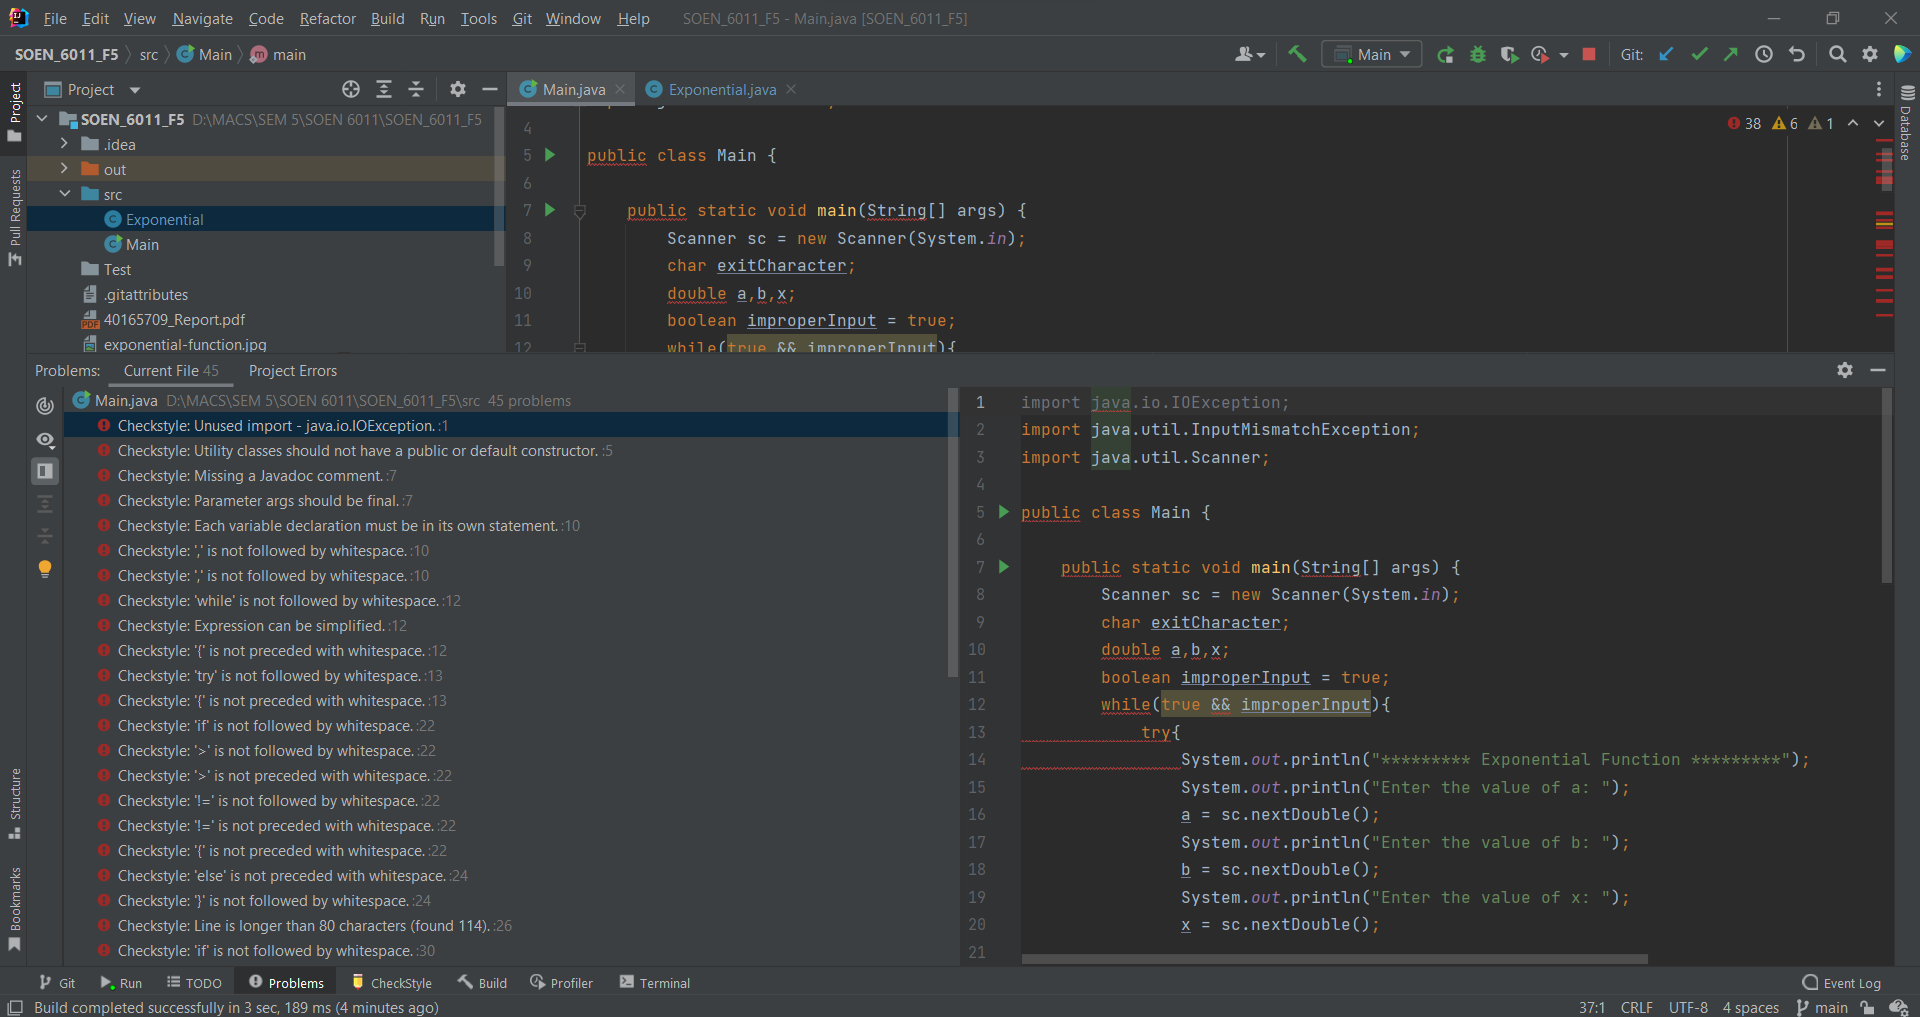 File Edit View Navigate Code Refactor Build Run Tools Git Window Help SOEN_6011_F5 - Main.java [SOEN_6011_F5]
SOEN_6011_F5 src Main main
Main Git:
Project
Main.java Exponential.java
SOEN_6011_F5 D:\MACS\SEM 5\SOEN 6011\SOEN_6011_F5
.idea
out
src
Exponential
Main
Test
.gitattributes
40165709_Report.pdf
exponential-function.jpg
38 6 1
4
5 public class Main {
6
7 public static void main(String[] args) {
8 Scanner sc = new Scanner(System.in);
9 char exitCharacter;
10 double a,b,x;
11 boolean improperInput = true;
12 while(true && improperInput){
Project
Pull Requests
Structure
Bookmarks
Database
Problems: Current File 45 Project Errors
Main.java D:\MACS\SEM 5\SOEN 6011\SOEN_6011_F5\src 45 problems
Checkstyle: Unused import - java.io.IOException. :1
Checkstyle: Utility classes should not have a public or default constructor. :5
Checkstyle: Missing a Javadoc comment. :7
Checkstyle: Parameter args should be final. :7
Checkstyle: Each variable declaration must be in its own statement. :10
Checkstyle: ',' is not followed by whitespace. :10
Checkstyle: ',' is not followed by whitespace. :10
Checkstyle: 'while' is not followed by whitespace. :12
Checkstyle: Expression can be simplified. :12
Checkstyle: '{' is not preceded with whitespace. :12
Checkstyle: 'try' is not followed by whitespace. :13
Checkstyle: '{' is not preceded with whitespace. :13
Checkstyle: 'if' is not followed by whitespace. :22
Checkstyle: '>' is not followed by whitespace. :22
Checkstyle: '>' is not preceded with whitespace. :22
Checkstyle: '!=' is not followed by whitespace. :22
Checkstyle: '!=' is not preceded with whitespace. :22
Checkstyle: '{' is not preceded with whitespace. :22
Checkstyle: 'else' is not preceded with whitespace. :24
Checkstyle: '}' is not followed by whitespace. :24
Checkstyle: Line is longer than 80 characters (found 114). :26
Checkstyle: 'if' is not followed by whitespace. :30
1 import java.io.IOException;
2 import java.util.InputMismatchException;
3 import java.util.Scanner;
4
5 public class Main {
6
7 public static void main(String[] args) {
8 Scanner sc = new Scanner(System.in);
9 char exitCharacter;
10 double a,b,x;
11 boolean improperInput = true;
12 while(true && improperInput){
13 try{
14 System.out.println("********* Exponential Function *********");
15 System.out.println("Enter the value of a: ");
16 a = sc.nextDouble();
17 System.out.println("Enter the value of b: ");
18 b = sc.nextDouble();
19 System.out.println("Enter the value of x: ");
20 x = sc.nextDouble();
21
Git Run TODO Problems CheckStyle Build Profiler Terminal Event Log
Build completed successfully in 3 sec, 189 ms (4 minutes ago) 37:1 CRLF UTF-8 4 spaces main